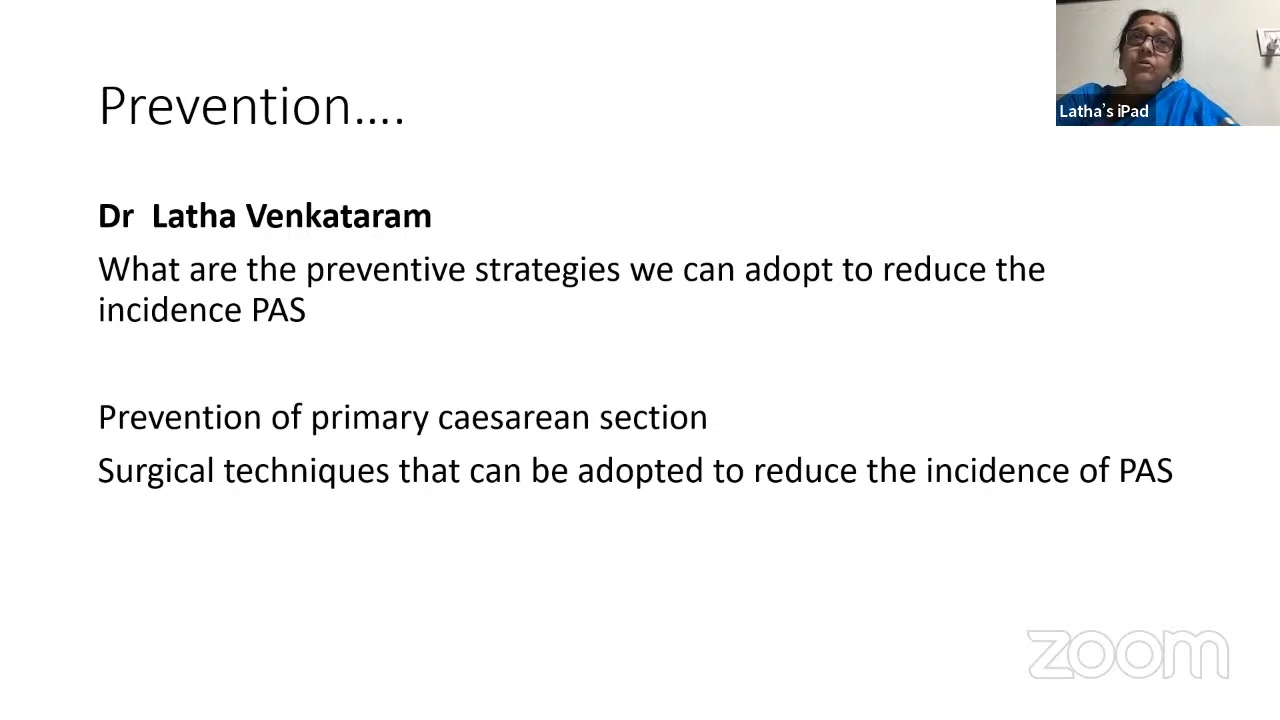 Prevention....
Latha's iPad
Dr Latha Venkataram
What are the preventive strategies we can adopt to reduce the
incidence PAS
Prevention of primary caesarean section
Surgical techniques that can be adopted to reduce the incidence of PAS
zoom